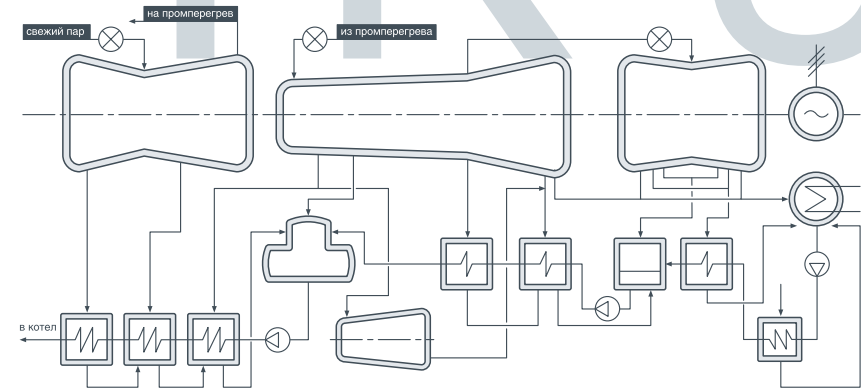 на промперегрев
свежий пар
из промперегрева
в котел